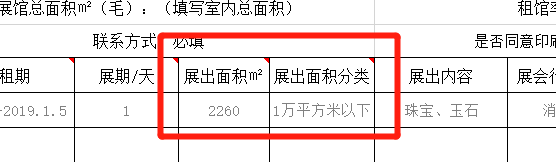 展馆总面积㎡（毛）：（填写室内总面积） 租馆
联系方式 必填 是否同意印
租期 展期/天 展出面积㎡ 展出面积分类 展出内容 展会
-2019.1.5 1 2260 1万平方米以下 珠宝、玉石 消